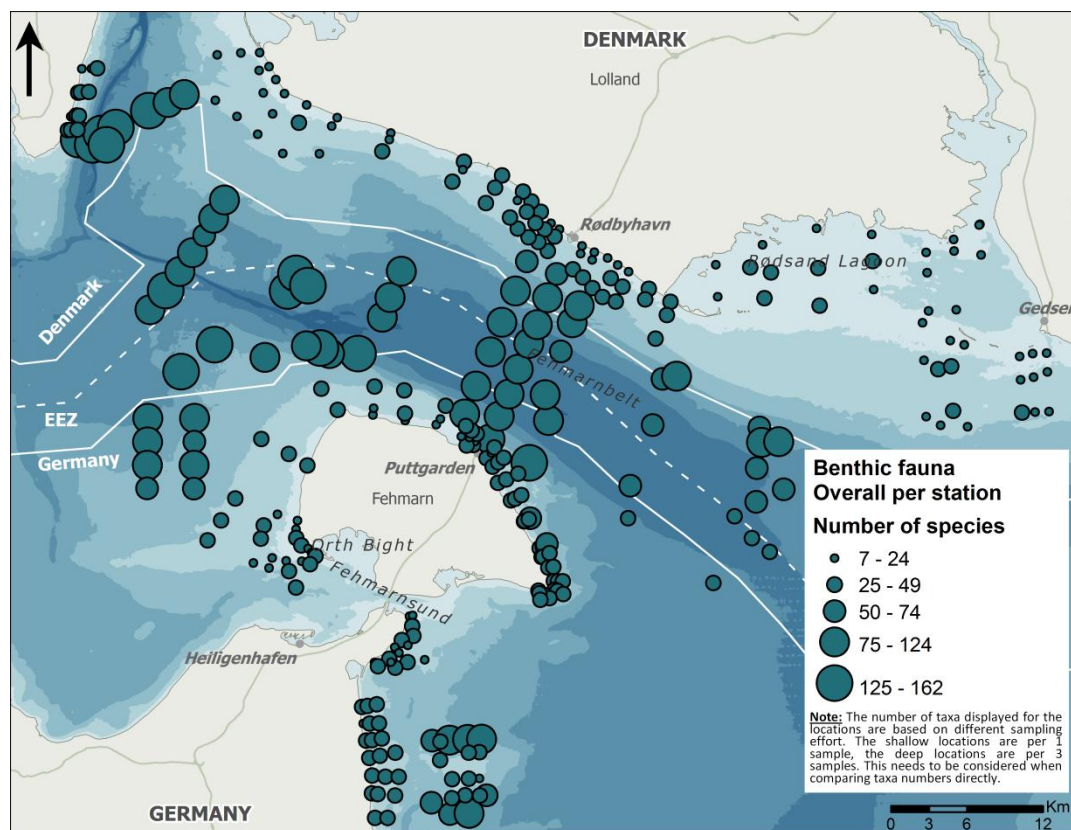 DENMARK
Lolland
Rødbyhavn
Rødsand Lagoon
Gedser
Denmark
Fehmarnbelt
EEZ
Germany
Puttgarden
Fehmarn
Orth Bight
Fehmarnsund
Heiligenhafen
GERMANY
Benthic fauna
Overall per station
Number of species
7 - 24
25 - 49
50 - 74
75 - 124
125 - 162
Note: The number of taxa displayed for the
locations are based on different sampling
effort. The shallow locations are per 1
sample, the deep locations are per 3
samples. This needs to be considered when
comparing taxa numbers directly.
Km
0 3 6 12